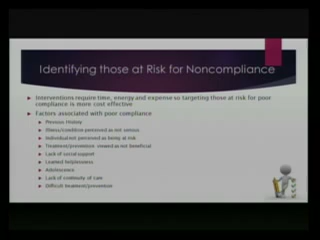 Identifying those at Risk for Noncompliance
Interventions require time, energy and expense so targeting those at risk for poor
compliance is more cost effective
Factors associated with poor compliance
Previous History
Illness/condition perceived as not serious
Individual not perceived as being at risk
Treatment/prevention viewed as not beneficial
Lack of social support
Learned helplessness
Adolescence
Lack of continuity of care
Difficult treatment/prevention